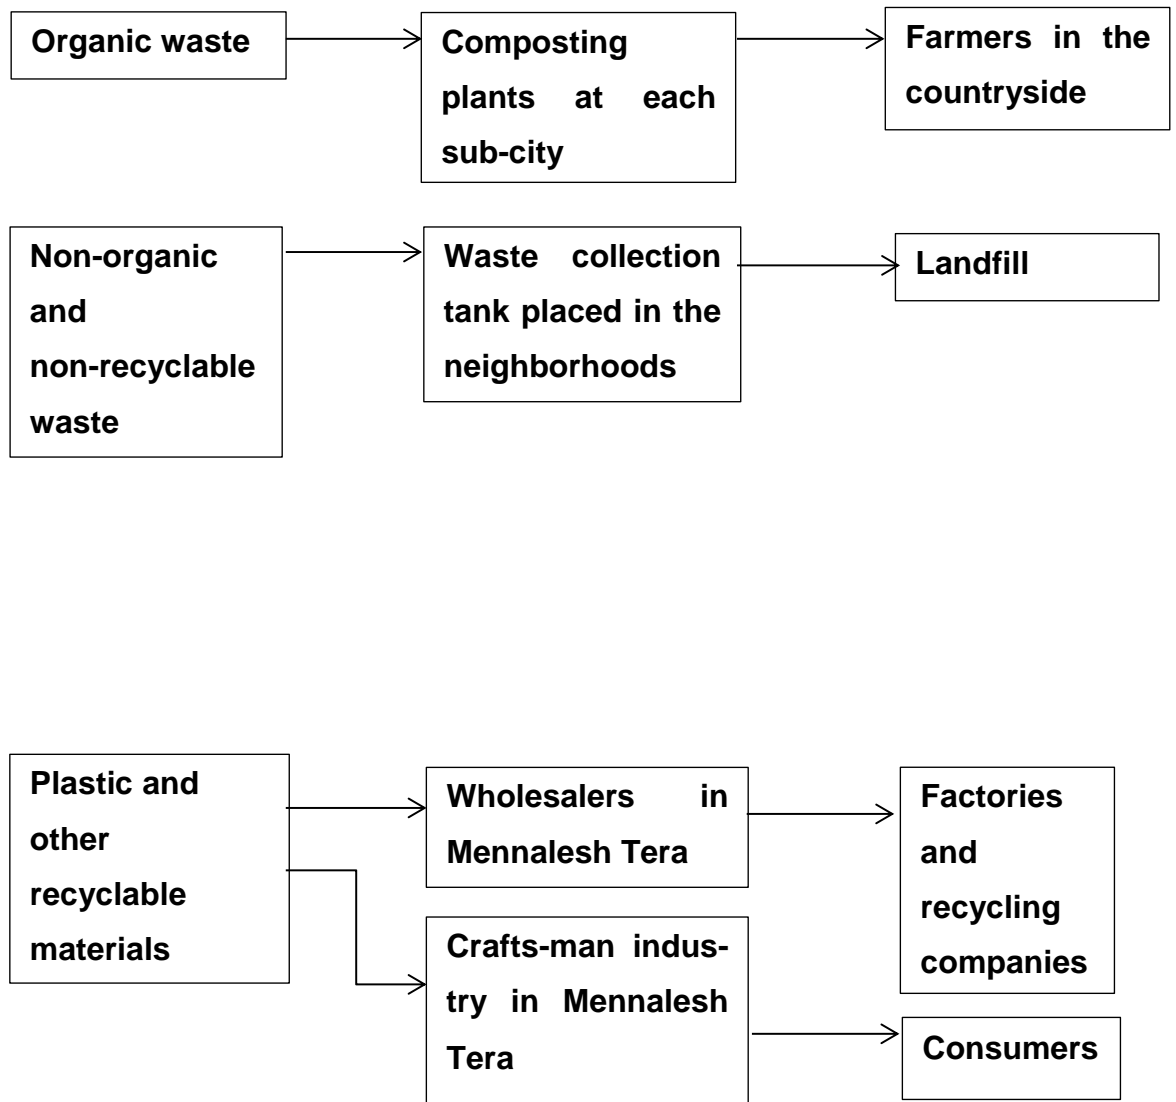 Organic waste
Composting
plants at each
sub-city
Farmers in the
countryside
Non-organic
and
non-recyclable
waste
Waste collection
tank placed in the
neighborhoods
Landfill
Plastic and
other
recyclable
materials
Wholesalers in
Mennalesh Tera
Factories
and
recycling
companies
Crafts-man indus-
try in Mennalesh
Tera
Consumers